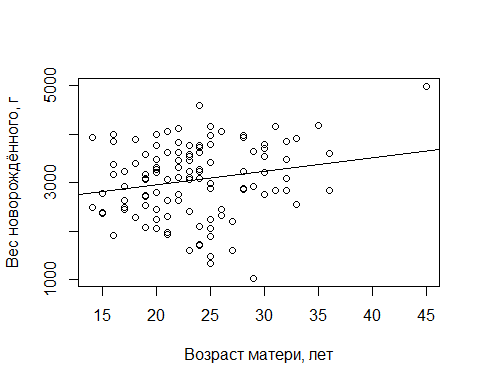 Вес новорождённого, г
5000
3000
1000
15 20 25 30 35 40 45
Возраст матери, лет